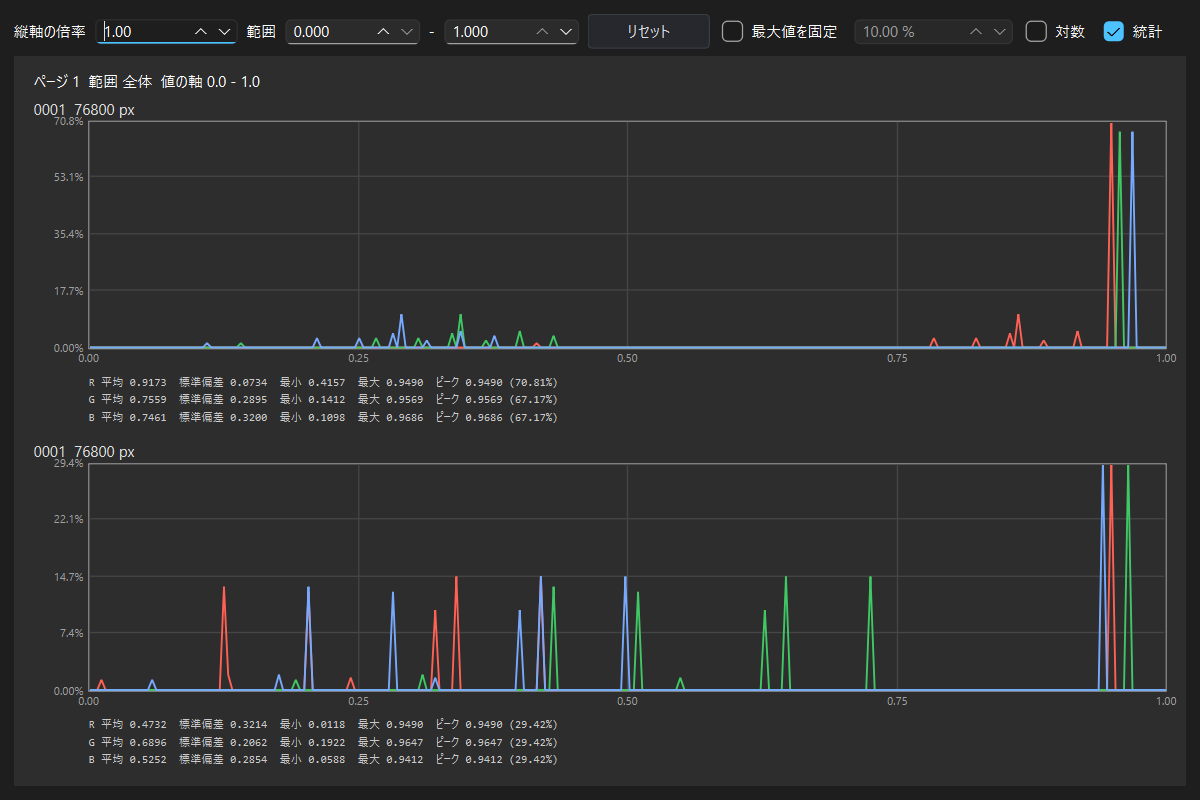 縦軸の倍率 1.00 範囲 0.000 - 1.000 リセット 最大値を固定 10.00 % 対数 統計
ページ 1 範囲 全体 値の軸 0.0 - 1.0
0001 76800 px
70.8%
53.1%
35.4%
17.7%
0.00%
0.00 0.25 0.50 0.75 1.00
R 平均 0.9173 標準偏差 0.0734 最小 0.4157 最大 0.9490 ピーク 0.9490 (70.81%)
G 平均 0.7559 標準偏差 0.2895 最小 0.1412 最大 0.9569 ピーク 0.9569 (67.17%)
B 平均 0.7461 標準偏差 0.3200 最小 0.1098 最大 0.9686 ピーク 0.9686 (67.17%)
0001 76800 px
29.4%
22.1%
14.7%
7.4%
0.00%
0.00 0.25 0.50 0.75 1.00
R 平均 0.4732 標準偏差 0.3214 最小 0.0118 最大 0.9490 ピーク 0.9490 (29.42%)
G 平均 0.6896 標準偏差 0.2062 最小 0.1922 最大 0.9647 ピーク 0.9647 (29.42%)
B 平均 0.5252 標準偏差 0.2854 最小 0.0588 最大 0.9412 ピーク 0.9412 (29.42%)